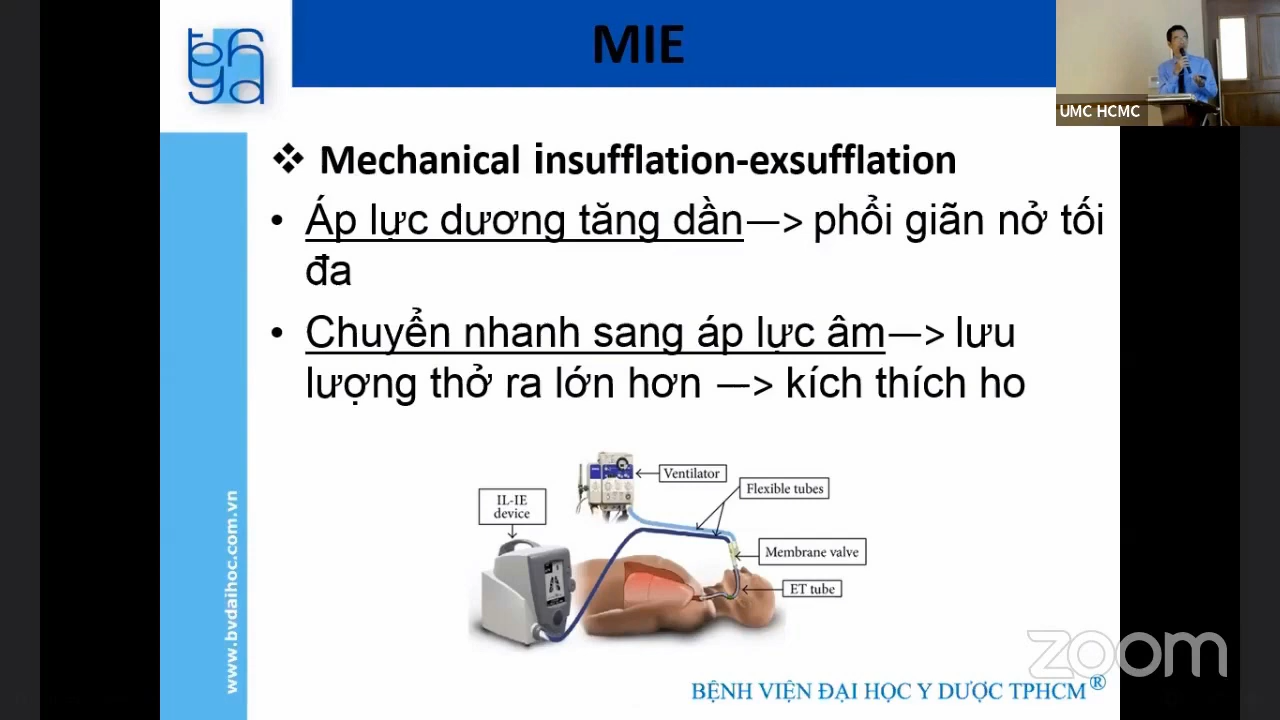 MIE
UMC HCMC
❖ Mechanical insufflation-exsufflation
• Áp lực dương tăng dần—> phổi giãn nở tối
đa
• Chuyển nhanh sang áp lực âm—> lưu
lượng thở ra lớn hơn —> kích thích ho
Ventilator
Flexible tubes
IL-IE
device
Membrane valve
ET tube
www.bvdaihoc.com.vn
zoom
BỆNH VIỆN ĐẠI HỌC Y DƯỢC TPHCM®